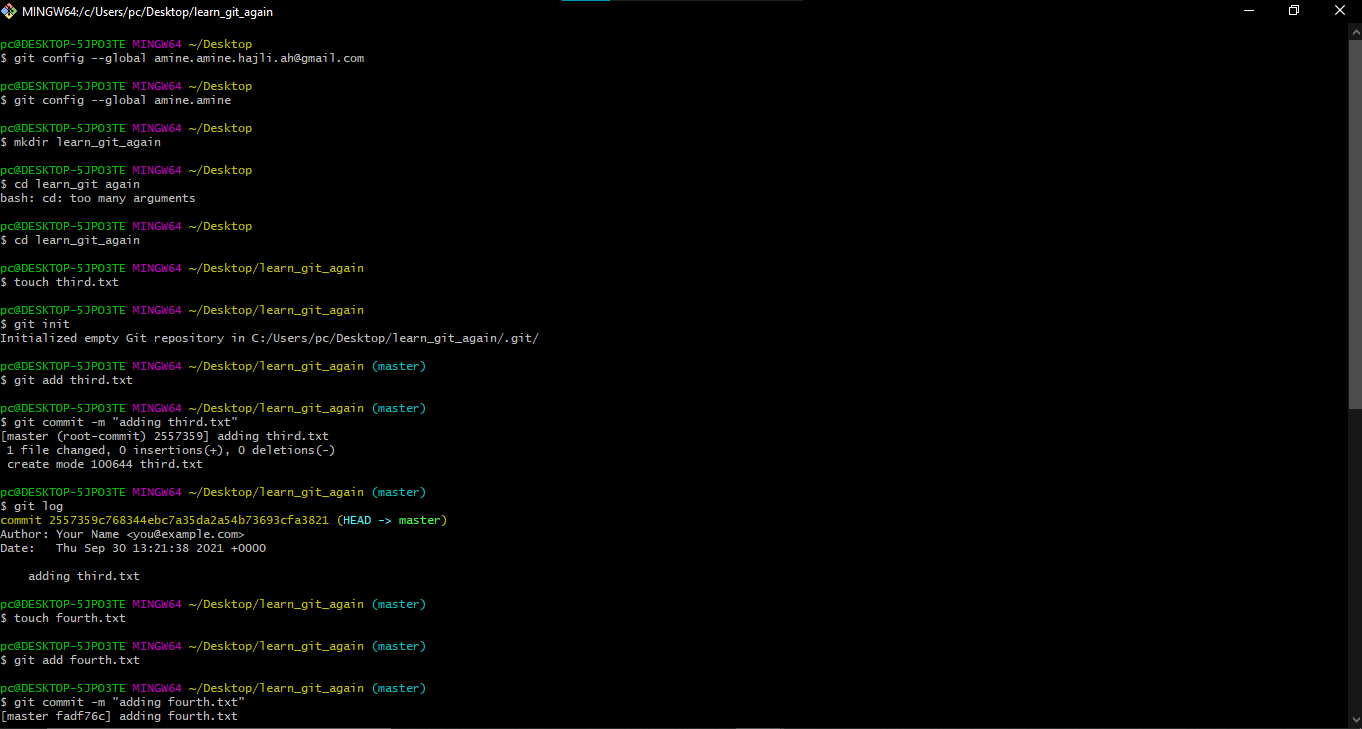 MINGW64:/c/Users/pc/Desktop/learn_git_again
pc@DESKTOP-5JPO3TE MINGW64 ~/Desktop
$ git config --global amine.amine.hajli.ah@gmail.com
pc@DESKTOP-5JPO3TE MINGW64 ~/Desktop
$ git config --global amine.amine
pc@DESKTOP-5JPO3TE MINGW64 ~/Desktop
$ mkdir learn_git_again
pc@DESKTOP-5JPO3TE MINGW64 ~/Desktop
$ cd learn_git again
bash: cd: too many arguments
pc@DESKTOP-5JPO3TE MINGW64 ~/Desktop
$ cd learn_git_again
pc@DESKTOP-5JPO3TE MINGW64 ~/Desktop/learn_git_again
$ touch third.txt
pc@DESKTOP-5JPO3TE MINGW64 ~/Desktop/learn_git_again
$ git init
Initialized empty Git repository in C:/Users/pc/Desktop/learn_git_again/.git/
pc@DESKTOP-5JPO3TE MINGW64 ~/Desktop/learn_git_again (master)
$ git add third.txt
pc@DESKTOP-5JPO3TE MINGW64 ~/Desktop/learn_git_again (master)
$ git commit -m "adding third.txt"
[master (root-commit) 2557359] adding third.txt
 1 file changed, 0 insertions(+), 0 deletions(-)
 create mode 100644 third.txt
pc@DESKTOP-5JPO3TE MINGW64 ~/Desktop/learn_git_again (master)
$ git log
commit 2557359c768344ebc7a35da2a54b73693cfa3821 (HEAD -> master)
Author: Your Name <you@example.com>
Date:   Thu Sep 30 13:21:38 2021 +0000
    adding third.txt
pc@DESKTOP-5JPO3TE MINGW64 ~/Desktop/learn_git_again (master)
$ touch fourth.txt
pc@DESKTOP-5JPO3TE MINGW64 ~/Desktop/learn_git_again (master)
$ git add fourth.txt
pc@DESKTOP-5JPO3TE MINGW64 ~/Desktop/learn_git_again (master)
$ git commit -m "adding fourth.txt"
[master fadf76c] adding fourth.txt